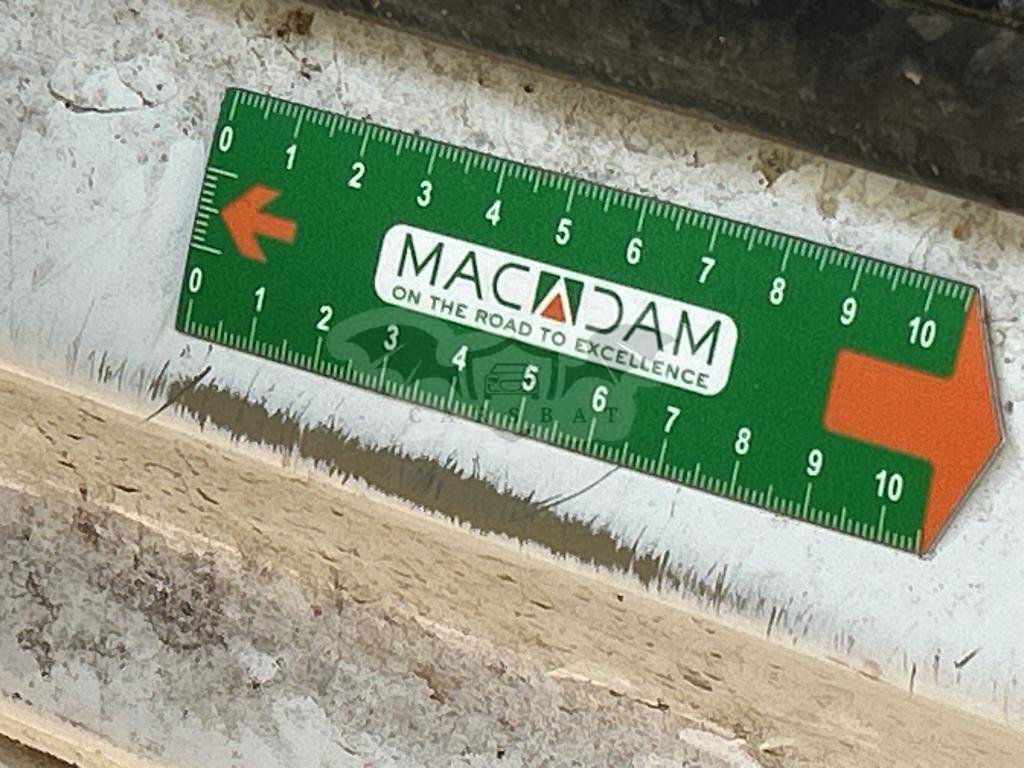 0 1 2 3 4 5 6 7 8 9 10
MACADAM
ON THE ROAD TO EXCELLENCE
0 1 2 3 4 5 6 7 8 9 10
CARSBAT